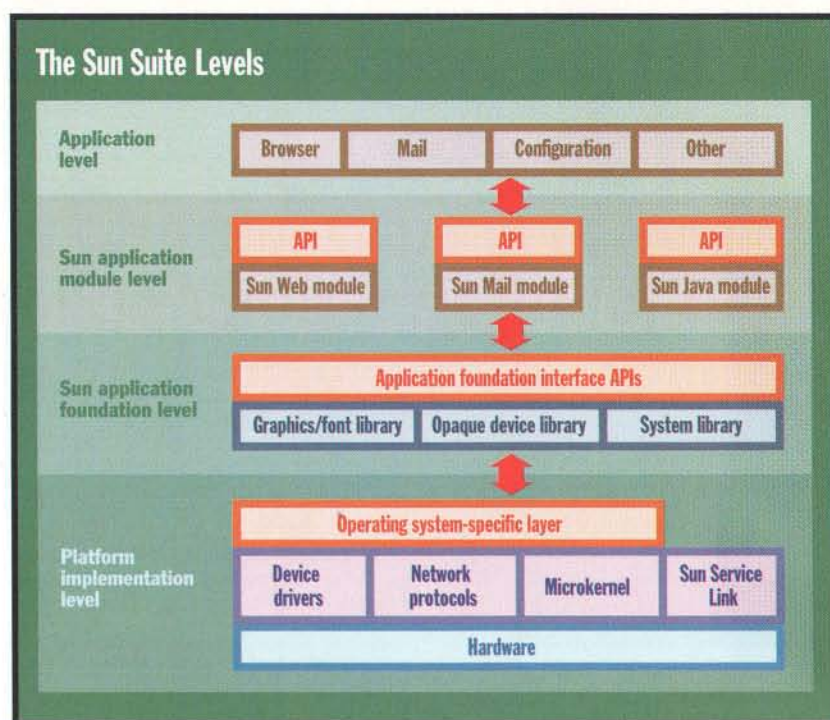 The Sun Suite Levels
Application
level
Browser
Mail
Configuration
Other
Sun application
module level
API
API
API
Sun Web module
Sun Mail module
Sun Java module
Sun application
foundation level
Application foundation interface APIs
Graphics/font library
Opaque device library
System library
Platform
implementation
level
Operating system-specific layer
Device
drivers
Network
protocols
Microkernel
Sun Service
Link
Hardware